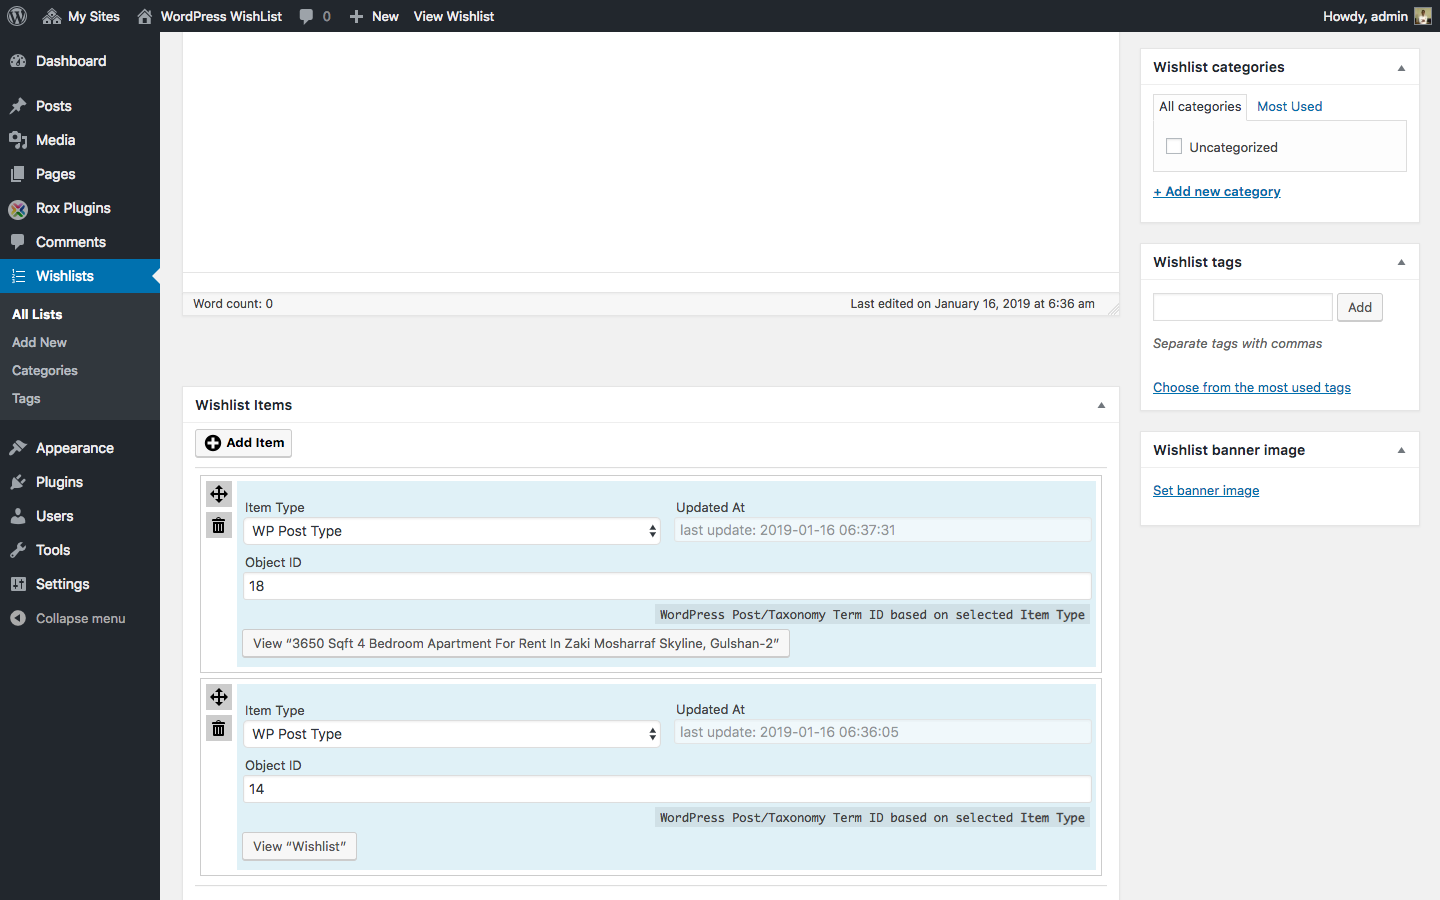 My Sites
WordPress WishList
0
New
View Wishlist
Howdy, admin
Dashboard
Posts
Media
Pages
Rox Plugins
Comments
Wishlists
All Lists
Add New
Categories
Tags
Appearance
Plugins
Users
Tools
Settings
Collapse menu
Word count: 0
Last edited on January 16, 2019 at 6:36 am
Wishlist Items
Add Item
Item Type
Updated At
WP Post Type
last update: 2019-01-16 06:37:31
Object ID
18
WordPress Post/Taxonomy Term ID based on selected Item Type
View “3650 Sqft 4 Bedroom Apartment For Rent In Zaki Mosharraf Skyline, Gulshan-2”
Item Type
Updated At
WP Post Type
last update: 2019-01-16 06:36:05
Object ID
14
WordPress Post/Taxonomy Term ID based on selected Item Type
View “Wishlist”
Wishlist categories
All categories
Most Used
Uncategorized
+ Add new category
Wishlist tags
Add
Separate tags with commas
Choose from the most used tags
Wishlist banner image
Set banner image